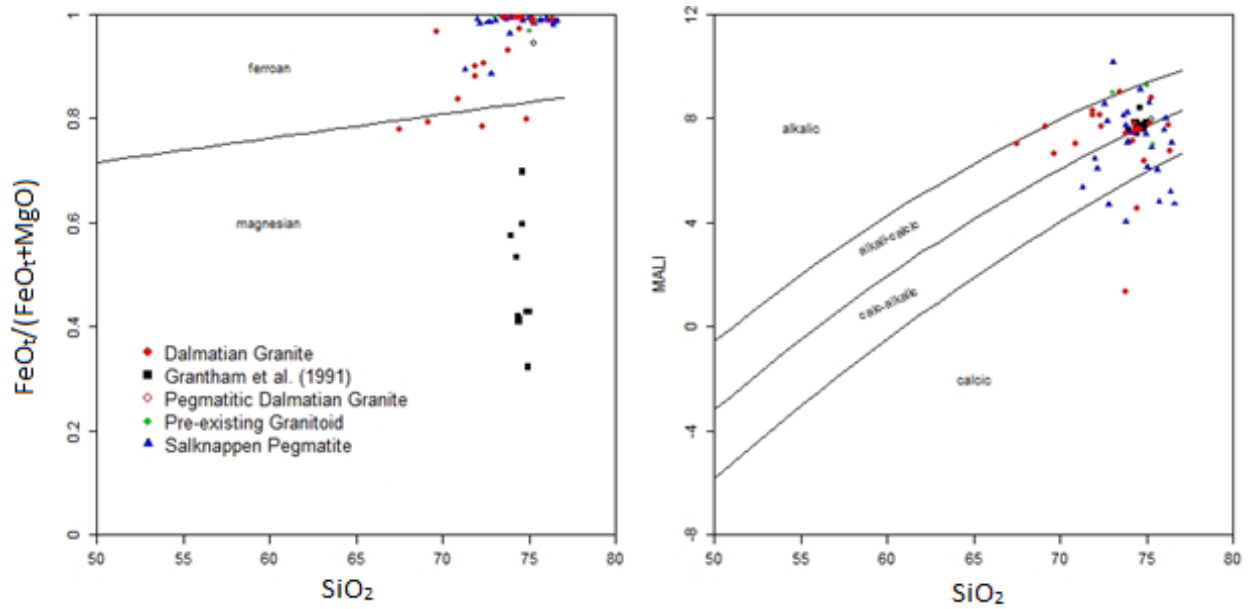 FeOₜ/(FeOₜ+MgO)
1
0.8
0.6
0.4
0.2
0
ferroan
magnesian
Dalmatian Granite
Grantham et al. (1991)
Pegmatitic Dalmatian Granite
Pre-existing Granitoid
Salknappen Pegmatite
50 55 60 65 70 75 80
SiO₂
MALI
12
8
4
0
-4
-8
alkalic
alkali-calcic
calc-alkalic
calcic
50 55 60 65 70 75 80
SiO₂